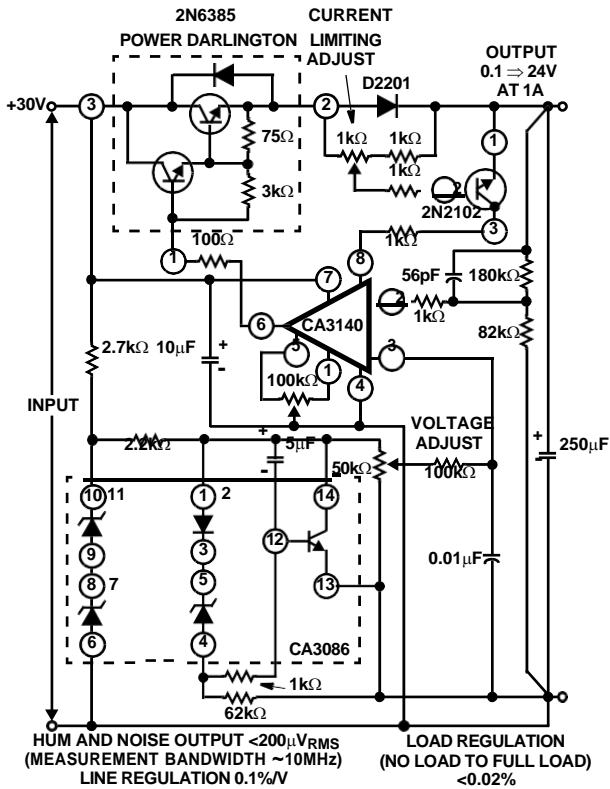 2N6385
POWER DARLINGTON
CURRENT
LIMITING
ADJUST
OUTPUT
0.1 ⇒ 24V
AT 1A
D2201
+30V
3
2
1
75Ω
1kΩ
1kΩ
3kΩ
2
2N2102
1
100Ω
1kΩ
3
8
7
56pF
180kΩ
2
1kΩ
6
CA3140
82kΩ
2.7kΩ
10μF
+
-
5
3
1
4
100kΩ
INPUT
2.2kΩ
+
5μF
-
50kΩ
VOLTAGE
ADJUST
100kΩ
+
250μF
-
10
11
1
2
14
9
3
12
8
7
5
13
0.01μF
6
4
CA3086
1kΩ
62kΩ
HUM AND NOISE OUTPUT <200μVRMS
(MEASUREMENT BANDWIDTH ~10MHz)
LINE REGULATION 0.1%/V
LOAD REGULATION
(NO LOAD TO FULL LOAD)
<0.02%